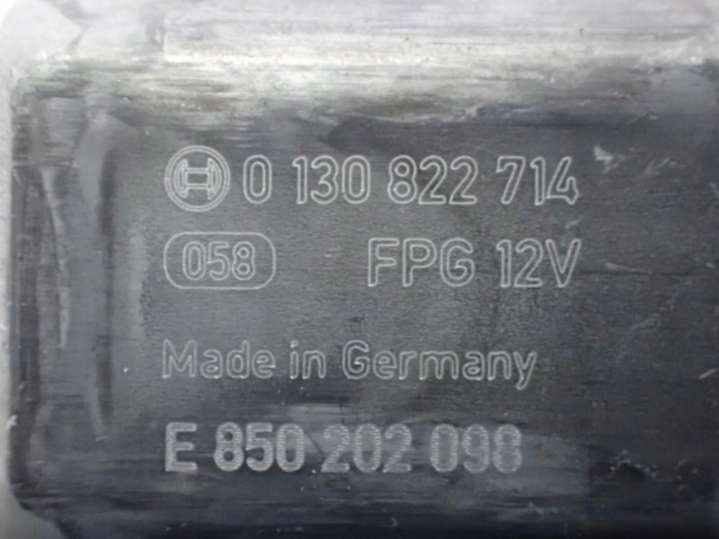 0 130 822 714
058 FPG 12V
Made in Germany
E 850 202 098